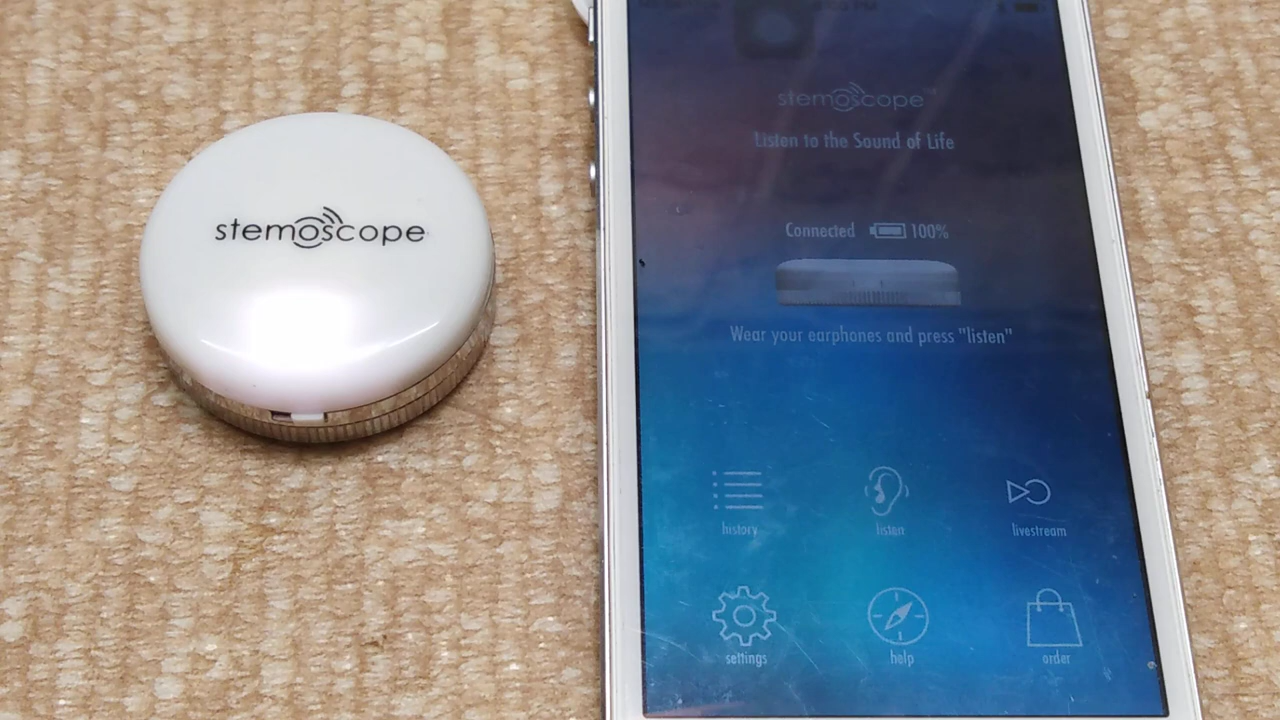 stemoscope
stemoscope
Listen to the Sound of Life
Connected 100%
Wear your earphones and press "listen"
history listen livestream
settings help order